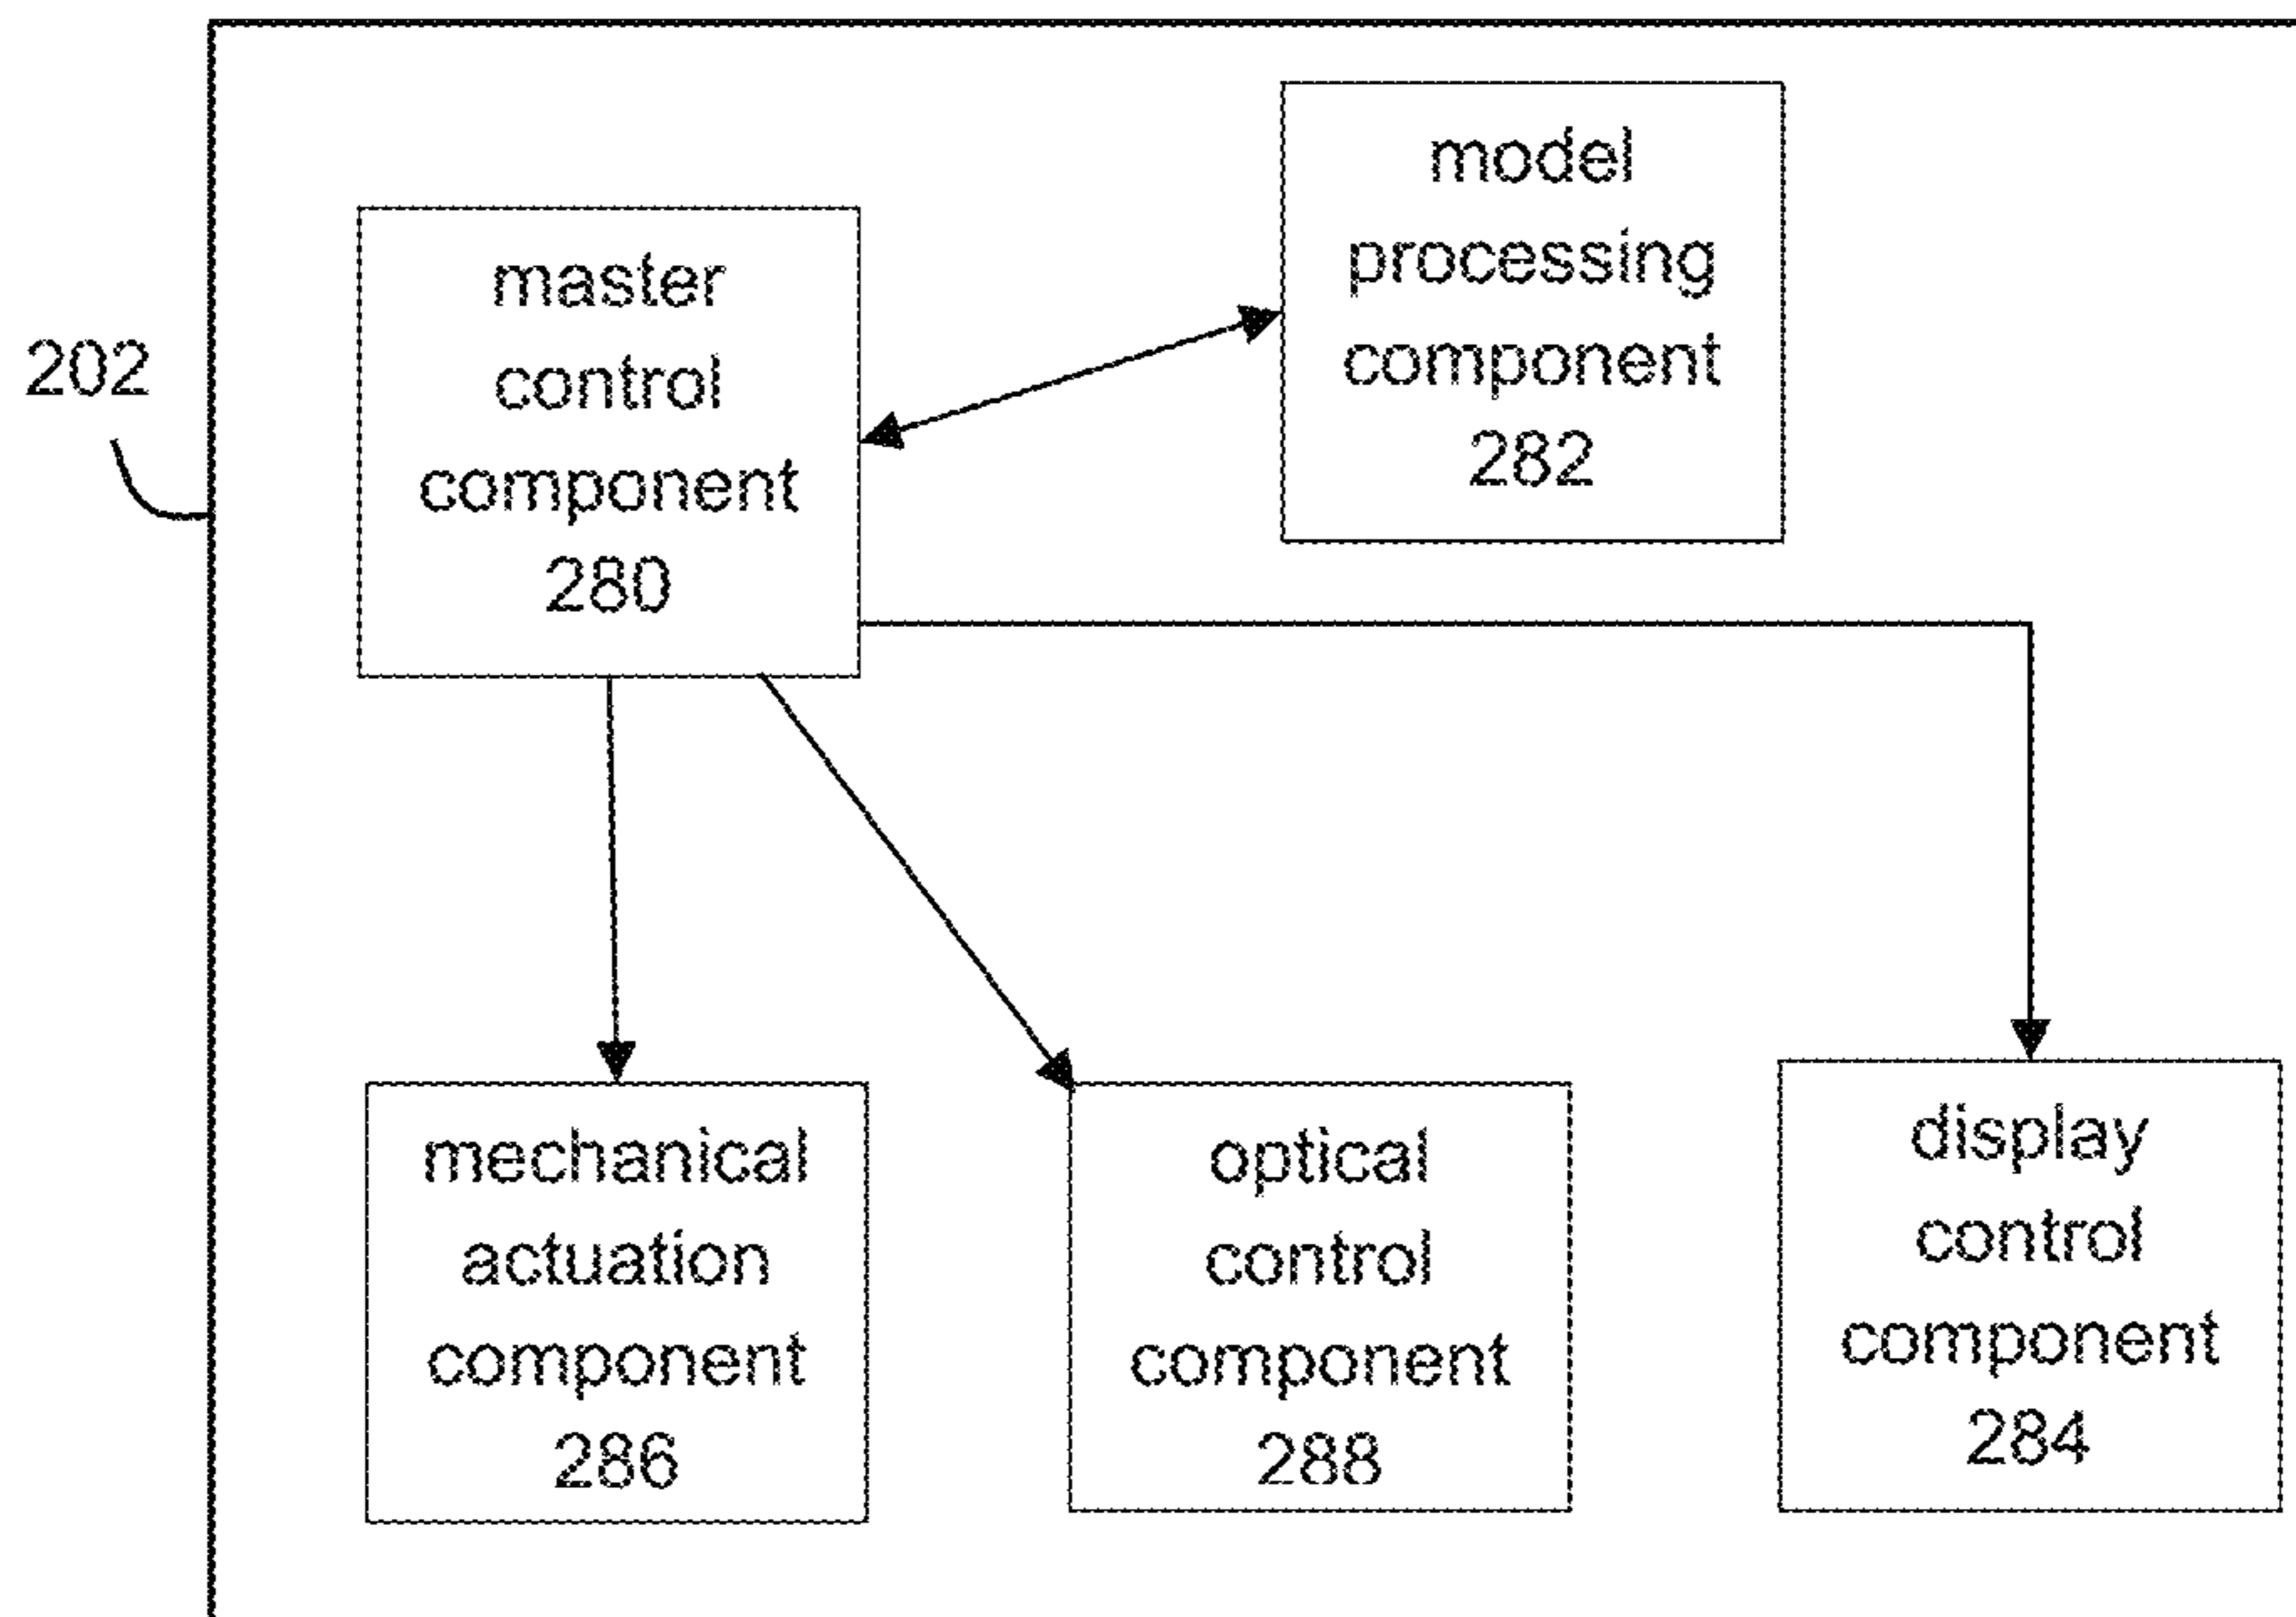 202
master
control
component
280
model
processing
component
282
mechanical
actuation
component
286
optical
control
component
288
display
control
component
284